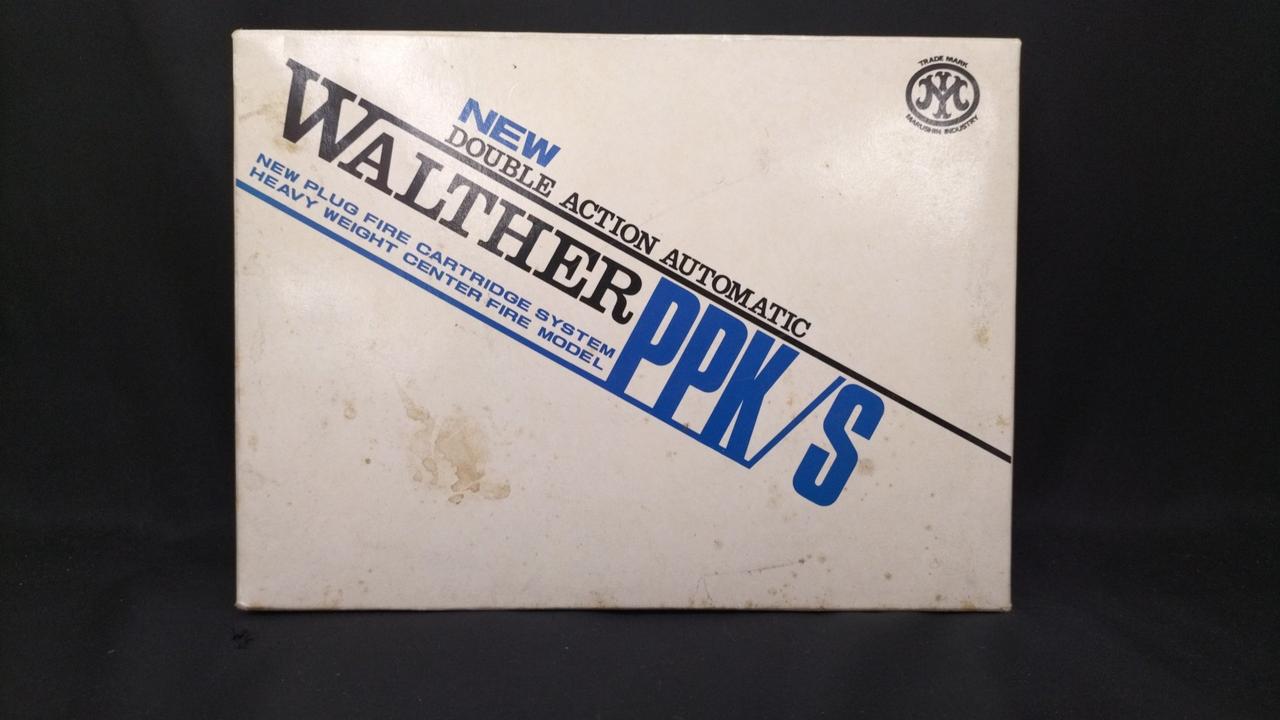 NEW
DOUBLE ACTION AUTOMATIC
WALTHER PPK/S
NEW PLUG FIRE CARTRIDGE SYSTEM
HEAVY WEIGHT CENTER FIRE MODEL
TRADE MARK
MARUSHIN INDUSTRY